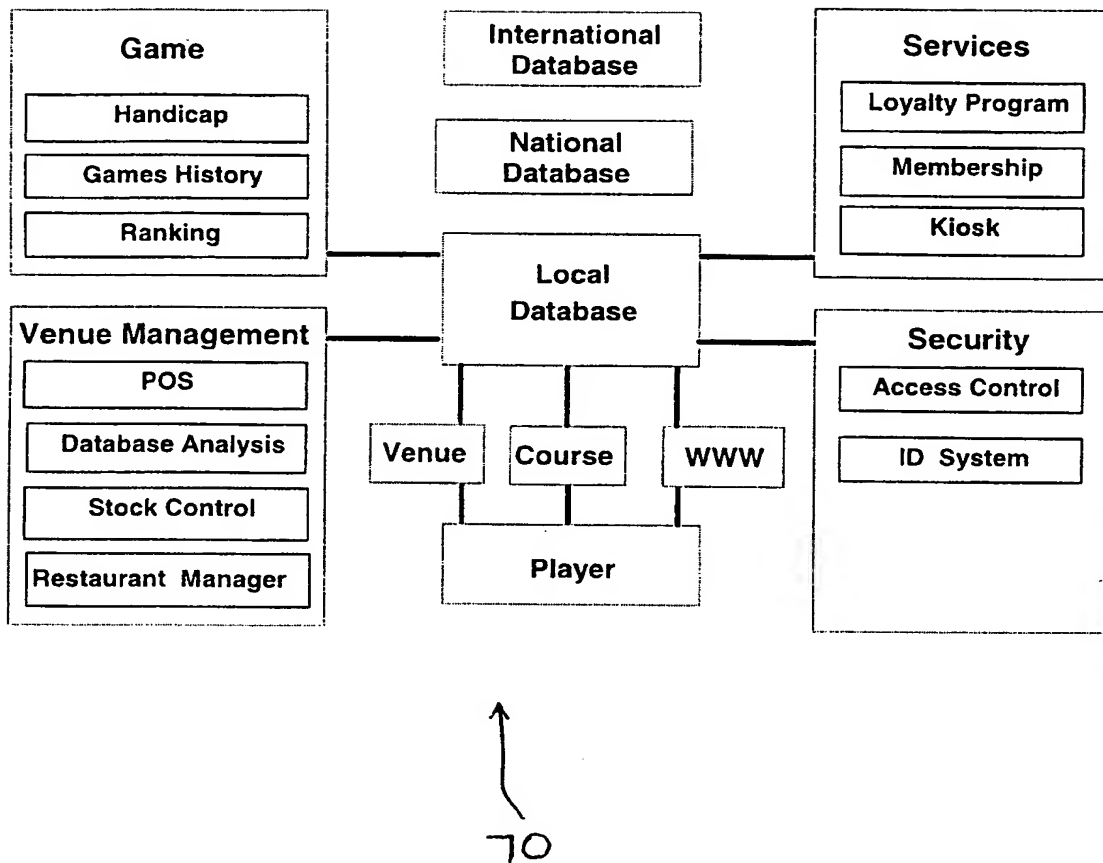 Game
Handicap
Games History
Ranking
International
Database
National
Database
Services
Loyalty Program
Membership
Kiosk
Local
Database
Venue Management
POS
Database Analysis
Stock Control
Restaurant Manager
Security
Access Control
ID System
Venue
Course
WWW
Player
70